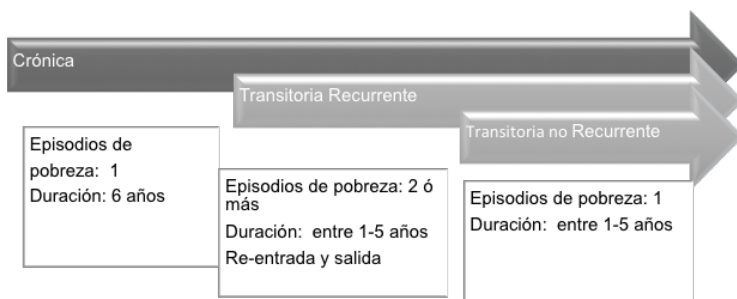 Crónica
Transitoria Recurrente
Transitoria no Recurrente
Episodios de
pobreza: 1
Duración: 6 años
Episodios de pobreza: 2 ó
más
Duración: entre 1-5 años
Re-entrada y salida
Episodios de pobreza: 1
Duración: entre 1-5 años